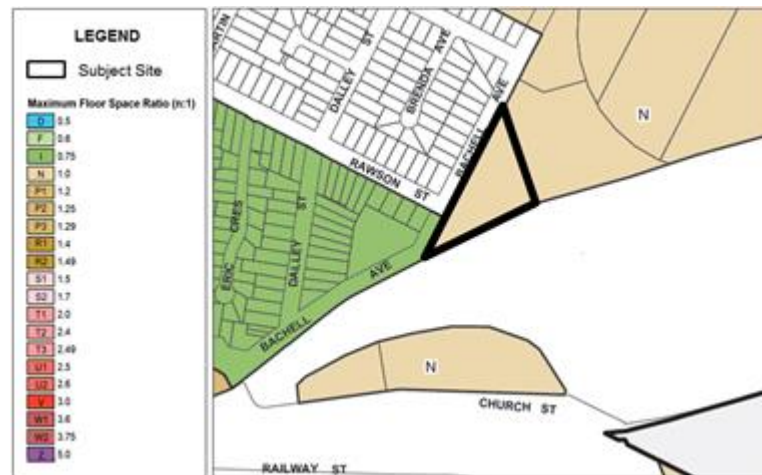 LEGEND
Subject Site
Maximum Floor Space Ratio (n:1)
D 0.5
F 0.6
I 0.75
N 1.0
P1 1.2
P2 1.25
P3 1.29
R1 1.4
R2 1.49
S1 1.5
S2 1.7
T1 2.0
T2 2.4
T3 2.49
U1 2.5
U2 2.6
V 3.0
W1 3.6
W2 3.75
Z 5.0
MARTIN
DALLEY ST
BRENDA AVE
BACHELL AVE
N
RAWSON ST
ERIC CRES
DALLEY ST
BACHELL AVE
N
CHURCH ST
RAILWAY ST